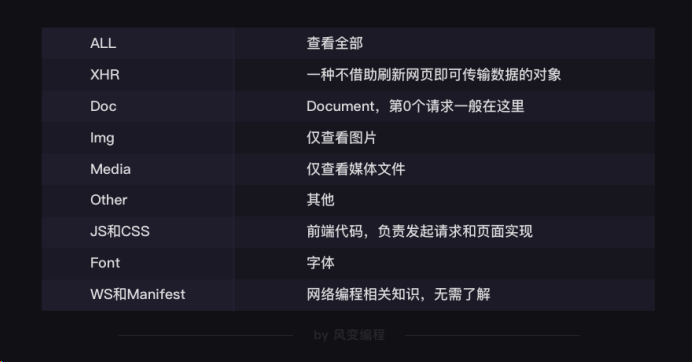 ALL 查看全部
XHR 一种不借助刷新网页即可传输数据的对象
Doc Document，第0个请求一般在这里
Img 仅查看图片
Media 仅查看媒体文件
Other 其他
JS和CSS 前端代码，负责发起请求和页面实现
Font 字体
WS和Manifest 网络编程相关知识，无需了解
by 风变编程